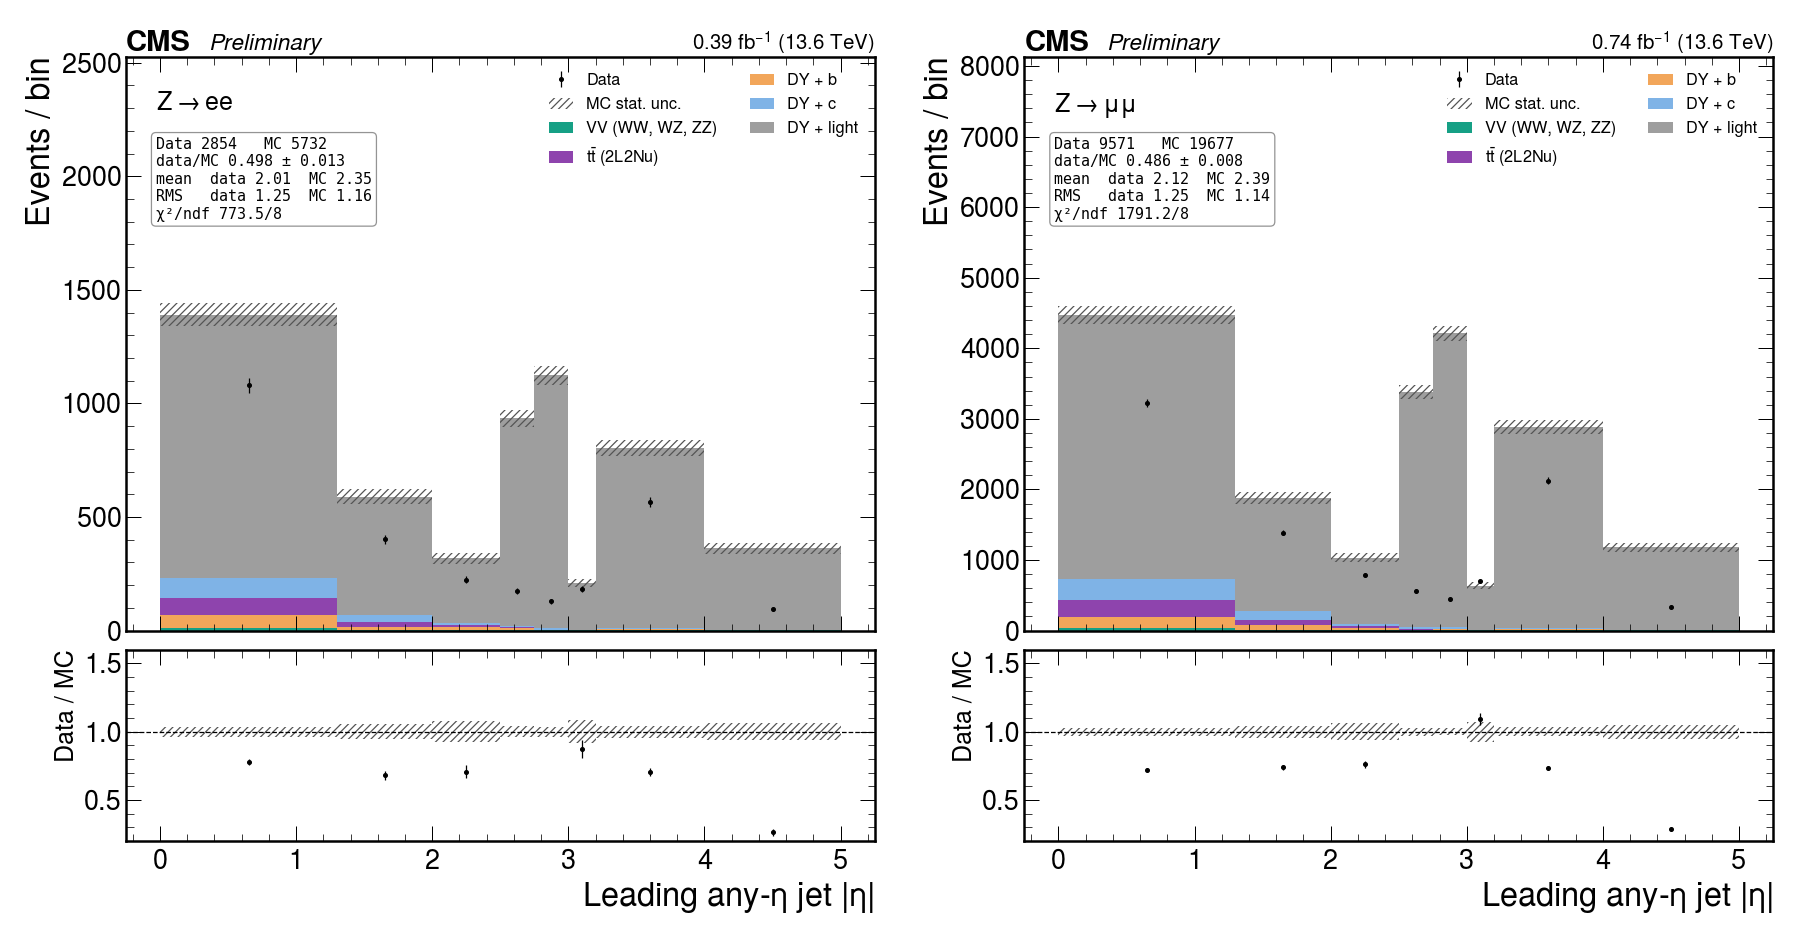 CMS Preliminary 0.39 fb⁻¹ (13.6 TeV)
Events / bin
2500
2000
1500
1000
500
0
Z → ee
Data 2854   MC 5732
data/MC 0.498 ± 0.013
mean  data 2.01  MC 2.35
RMS   data 1.25  MC 1.16
χ²/ndf 773.5/8
Data
MC stat. unc.
VV (WW, WZ, ZZ)
tt̄ (2L2Nu)
DY + b
DY + c
DY + light
Data / MC
1.5
1.0
0.5
0 1 2 3 4 5
Leading any-η jet |η|
CMS Preliminary 0.74 fb⁻¹ (13.6 TeV)
Events / bin
8000
7000
6000
5000
4000
3000
2000
1000
0
Z → μμ
Data 9571   MC 19677
data/MC 0.486 ± 0.008
mean  data 2.12  MC 2.39
RMS   data 1.25  MC 1.14
χ²/ndf 1791.2/8
Data
MC stat. unc.
VV (WW, WZ, ZZ)
tt̄ (2L2Nu)
DY + b
DY + c
DY + light
Data / MC
1.5
1.0
0.5
0 1 2 3 4 5
Leading any-η jet |η|